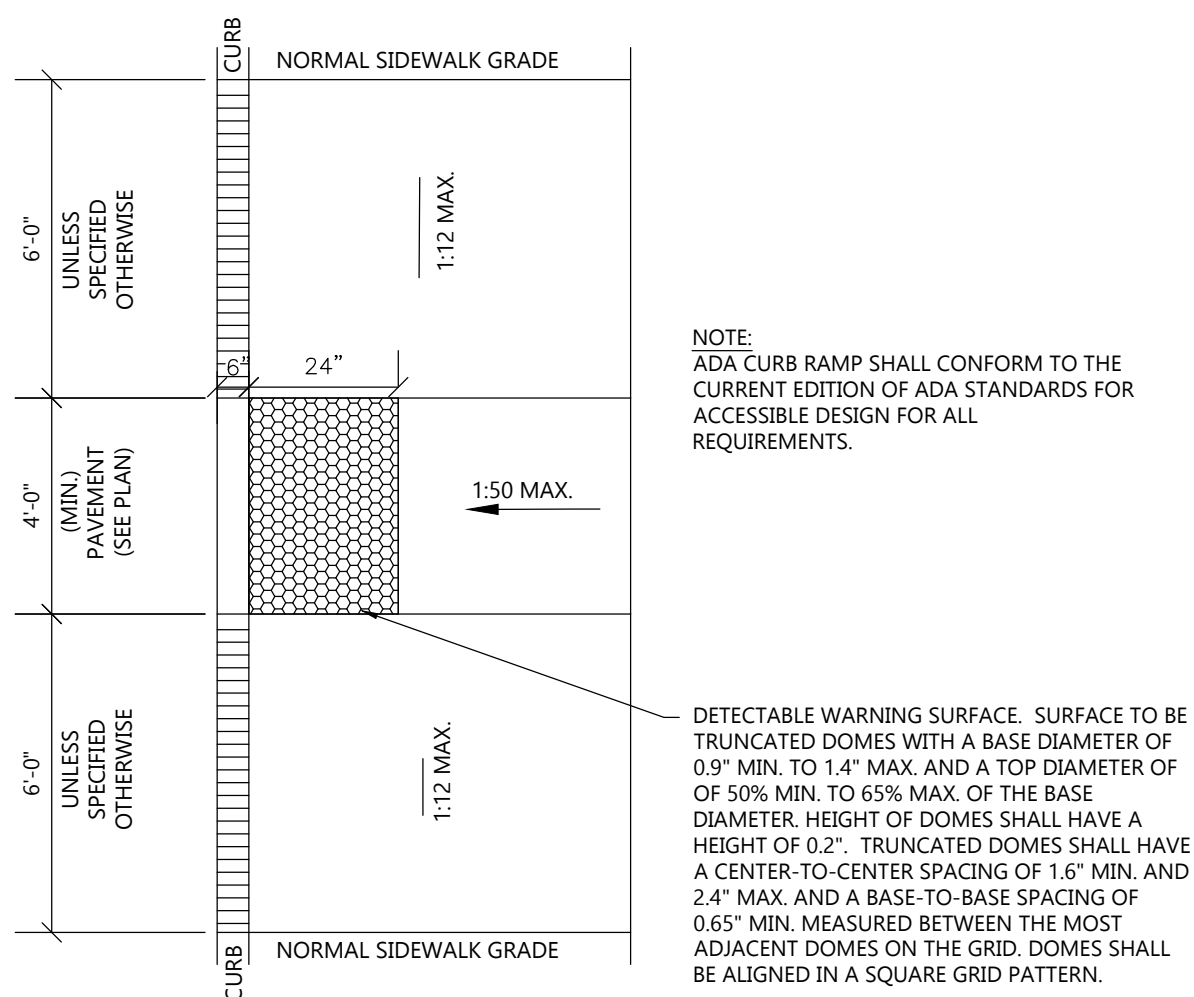 CURB
NORMAL SIDEWALK GRADE
6'-0"
UNLESS
SPECIFIED
OTHERWISE
1:12 MAX.
6"
24"
NOTE:
ADA CURB RAMP SHALL CONFORM TO THE
CURRENT EDITION OF ADA STANDARDS FOR
ACCESSIBLE DESIGN FOR ALL
REQUIREMENTS.
4'-0"
(MIN.)
PAVEMENT
(SEE PLAN)
1:50 MAX.
6'-0"
UNLESS
SPECIFIED
OTHERWISE
1:12 MAX.
DETECTABLE WARNING SURFACE. SURFACE TO BE
TRUNCATED DOMES WITH A BASE DIAMETER OF
0.9" MIN. TO 1.4" MAX. AND A TOP DIAMETER OF
OF 50% MIN. TO 65% MAX. OF THE BASE
DIAMETER. HEIGHT OF DOMES SHALL HAVE A
HEIGHT OF 0.2". TRUNCATED DOMES SHALL HAVE
A CENTER-TO-CENTER SPACING OF 1.6" MIN. AND
2.4" MAX. AND A BASE-TO-BASE SPACING OF
0.65" MIN. MEASURED BETWEEN THE MOST
ADJACENT DOMES ON THE GRID. DOMES SHALL
BE ALIGNED IN A SQUARE GRID PATTERN.
CURB
NORMAL SIDEWALK GRADE